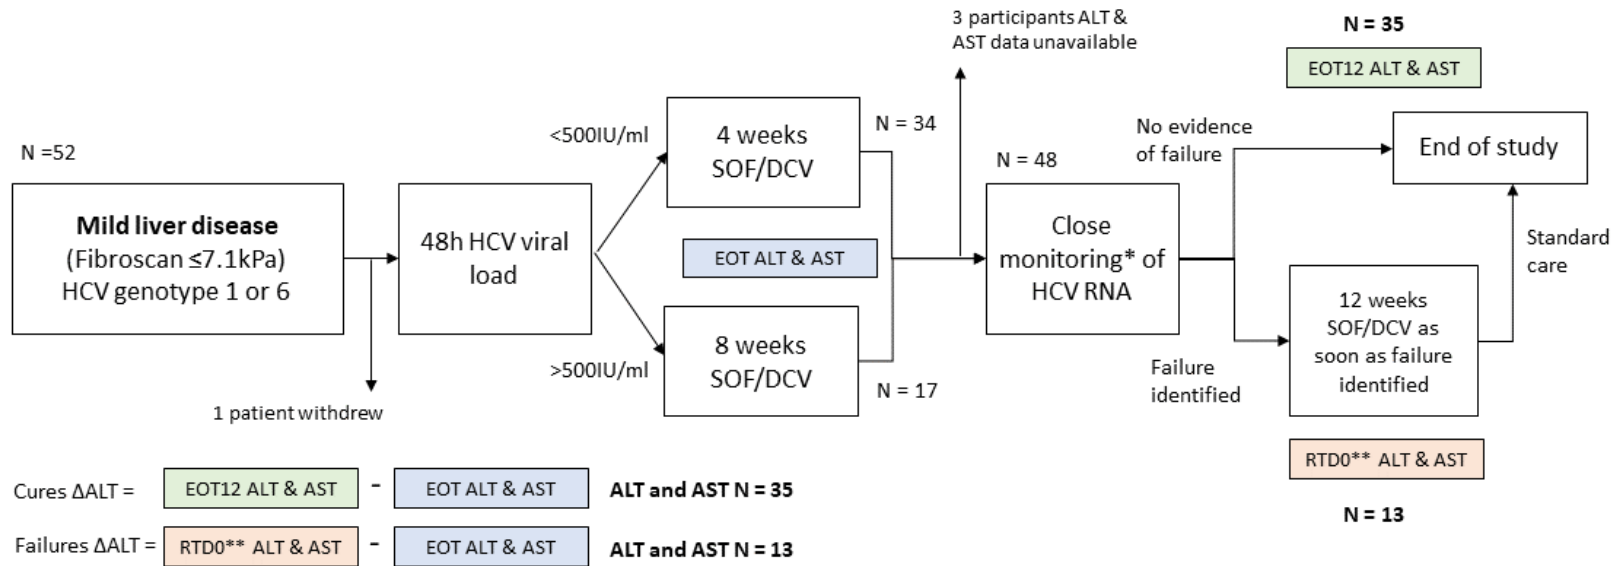 N =52
Mild liver disease
(Fibroscan ≤7.1kPa)
HCV genotype 1 or 6
1 patient withdrew
48h HCV viral
load
<500IU/ml
>500IU/ml
4 weeks
SOF/DCV
N = 34
EOT ALT & AST
8 weeks
SOF/DCV
N = 17
3 participants ALT &
AST data unavailable
N = 48
Close
monitoring* of
HCV RNA
No evidence
of failure
Failure
identified
N = 35
EOT12 ALT & AST
End of study
Standard
care
12 weeks
SOF/DCV as
soon as failure
identified
RTD0** ALT & AST
N = 13
Cures ΔALT = EOT12 ALT & AST - EOT ALT & AST ALT and AST N = 35
Failures ΔALT= RTD0** ALT & AST - EOT ALT & AST ALT and AST N = 13